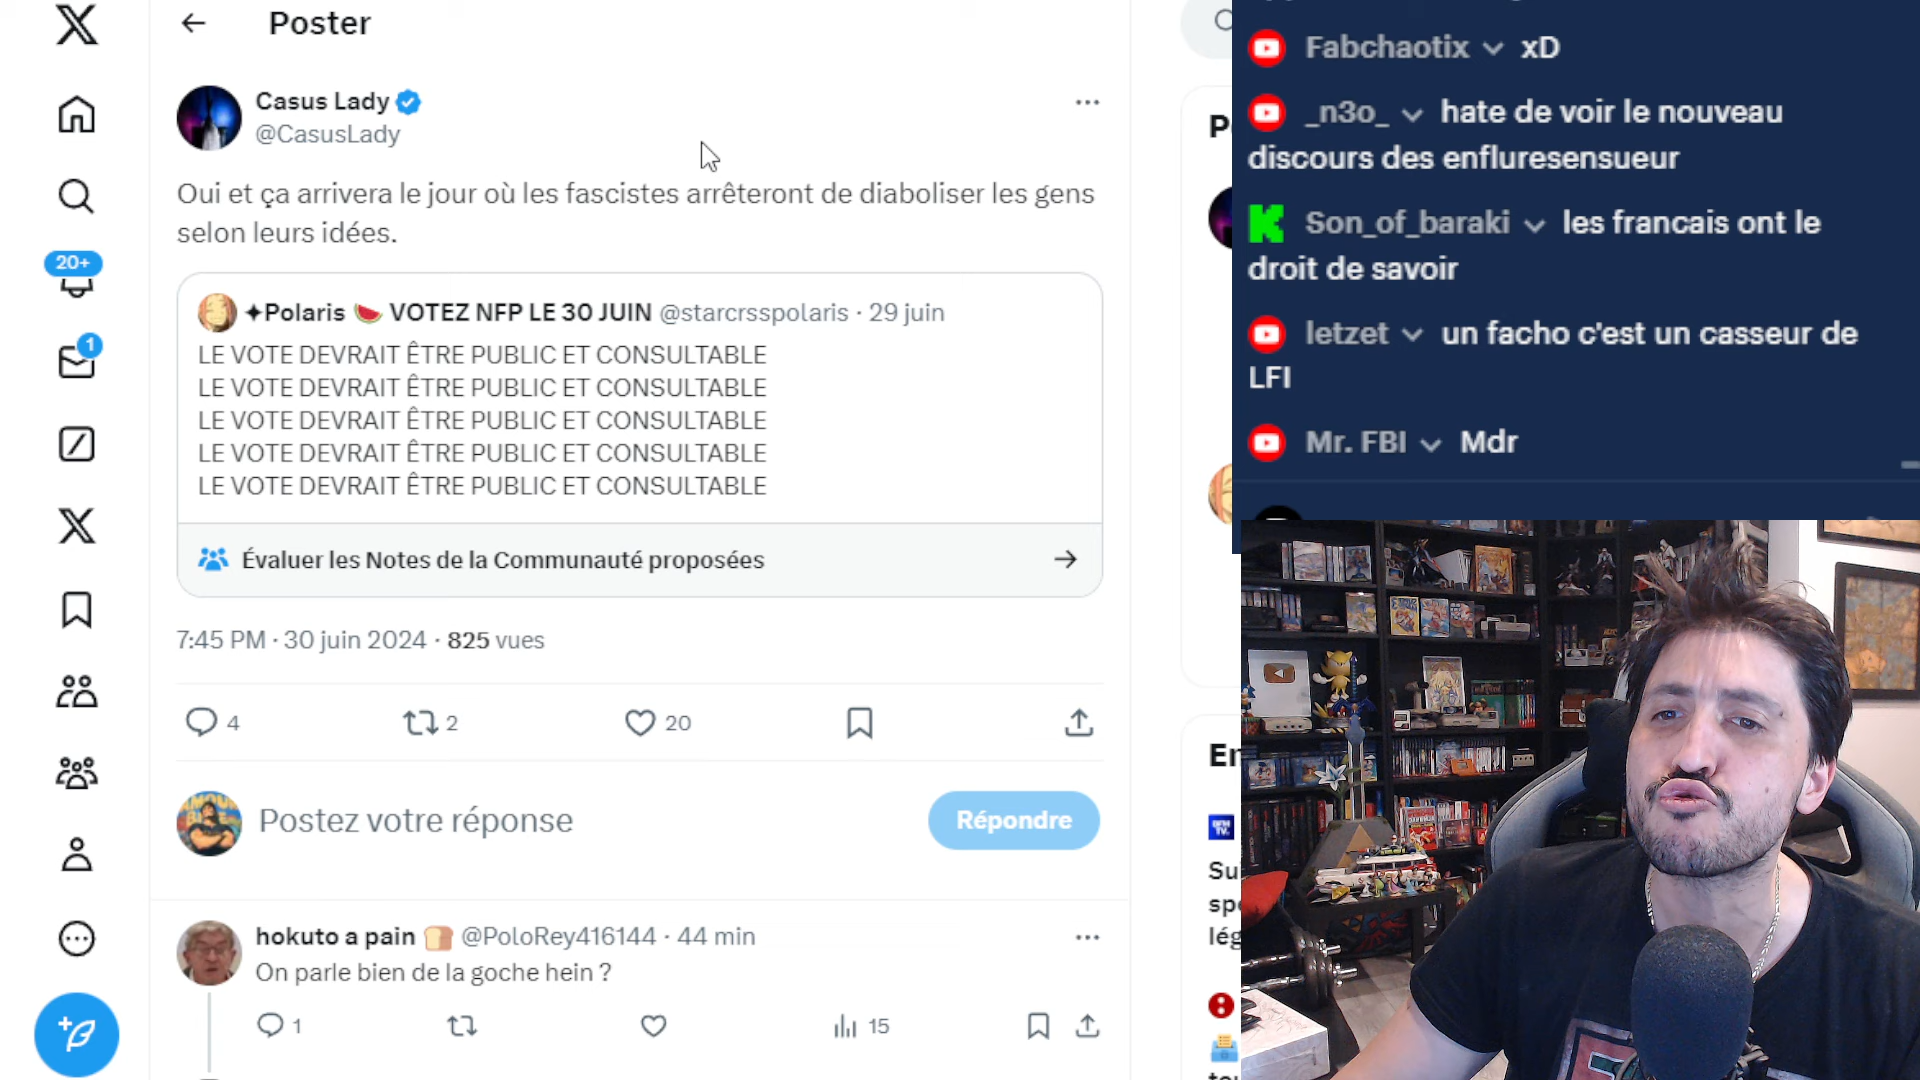 Poster
Casus Lady
@CasusLady
Oui et ça arrivera le jour où les fascistes arrêteront de diaboliser les gens
selon leurs idées.
✦Polaris 🍉 VOTEZ NFP LE 30 JUIN @starcrsspolaris · 29 juin
LE VOTE DEVRAIT ÊTRE PUBLIC ET CONSULTABLE
LE VOTE DEVRAIT ÊTRE PUBLIC ET CONSULTABLE
LE VOTE DEVRAIT ÊTRE PUBLIC ET CONSULTABLE
LE VOTE DEVRAIT ÊTRE PUBLIC ET CONSULTABLE
LE VOTE DEVRAIT ÊTRE PUBLIC ET CONSULTABLE
Évaluer les Notes de la Communauté proposées
7:45 PM · 30 juin 2024 · 825 vues
4 2 20
Postez votre réponse
Répondre
hokuto a pain 🍞 @PoloRey416144 · 44 min
On parle bien de la goche hein ?
1 15
20+
1
Fabchaotix xD
_n3o_ hate de voir le nouveau
discours des enfluresensueur
Son_of_baraki les francais ont le
droit de savoir
letzet un facho c'est un casseur de
LFI
Mr. FBI Mdr